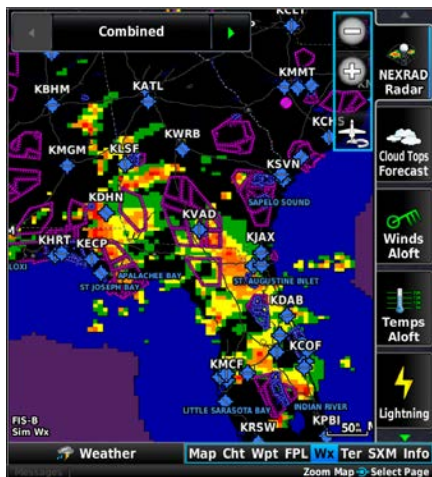 Combined
KMMT
NEXRAD
Radar
KBHM
KATL
KCHS
KWRB
KMGM
KLSF
KSVN
Cloud Tops
Forecast
SAPELO SOUND
KDHN
KVAD
KHRT
KECP
KJAX
Winds
Aloft
APALACHEE BAY
ST AUGUSTINE INLET
ST JOSEPH BAY
KDAB
Temps
Aloft
KCOF
KMCF
LITTLE SARASOTA BAY
INDIAN RIVER
Lightning
FIS-B
Sim Wx
KRSW
KPBI
50
Weather
Map Cht Wpt FPL Wx Ter SXM Info
Messages
Zoom Map Select Page